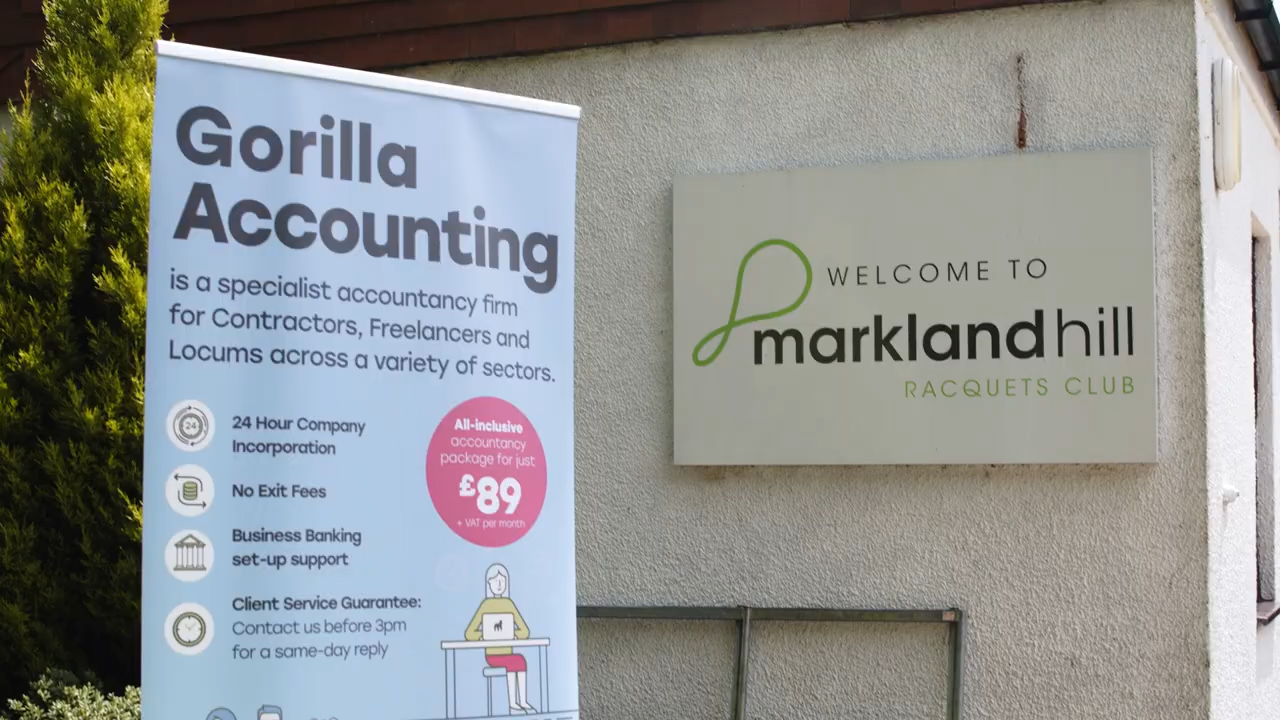 Gorilla
Accounting
is a specialist accountancy firm
for Contractors, Freelancers and
Locums across a variety of sectors.
24
24 Hour Company
Incorporation
No Exit Fees
Business Banking
set-up support
Client Service Guarantee:
Contact us before 3pm
for a same-day reply
All-inclusive
accountancy
package for just
£89
+ VAT per month
WELCOME TO
marklandhill
RACQUETS CLUB